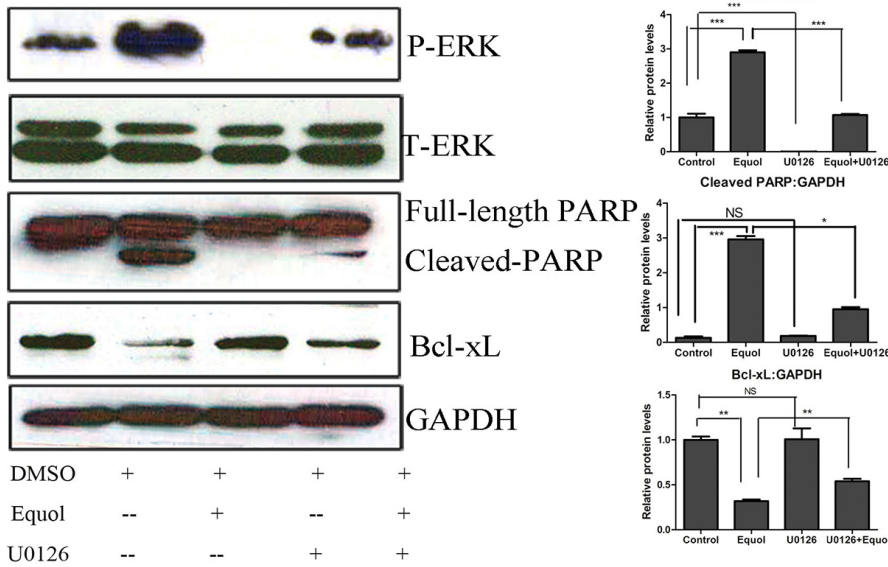 P-ERK
T-ERK
Full-length PARP
Cleaved-PARP
Bcl-xL
GAPDH
DMSO + + + +
Equol -- + -- +
U0126 -- -- + +
Relative protein levels
4
3
2
1
0
***
***
***
Control Equol U0126 Equol+U0126
Cleaved PARP:GAPDH
Relative protein levels
4
3
2
1
0
NS
***
*
Control Equol U0126 Equol+U0126
Bcl-xL:GAPDH
Relative protein levels
1.5
1.0
0.5
0.0
NS
**
**
Control Equol U0126 U0126+Equo